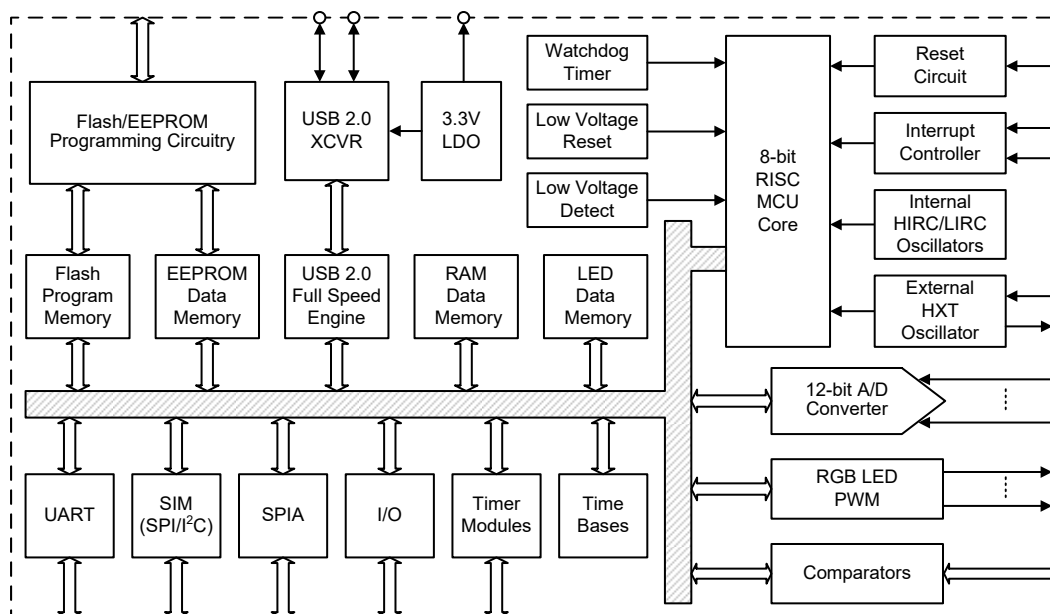 Flash/EEPROM
Programming Circuitry
USB 2.0
XCVR
3.3V
LDO
Watchdog
Timer
Low Voltage
Reset
Low Voltage
Detect
8-bit
RISC
MCU
Core
Reset
Circuit
Interrupt
Controller
Internal
HIRC/LIRC
Oscillators
External
HXT
Oscillator
Flash
Program
Memory
EEPROM
Data
Memory
USB 2.0
Full Speed
Engine
RAM
Data
Memory
LED
Data
Memory
12-bit A/D
Converter
RGB LED
PWM
Comparators
UART
SIM
(SPI/I²C)
SPIA
I/O
Timer
Modules
Time
Bases